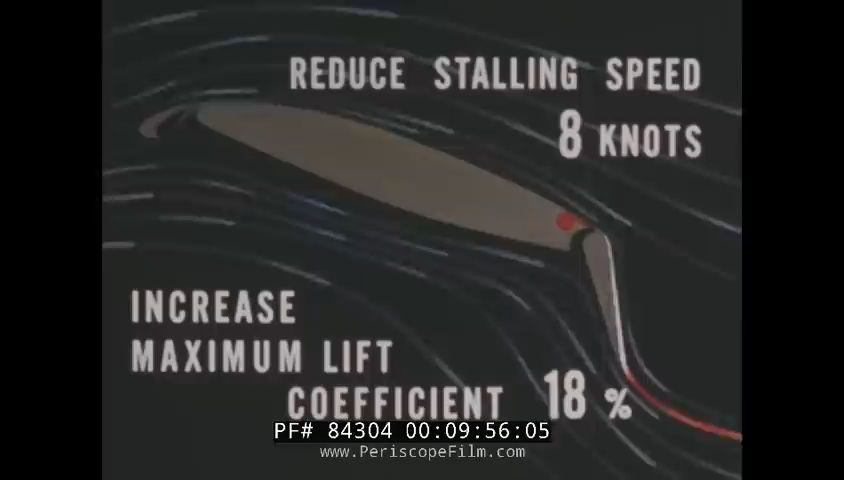 REDUCE STALLING SPEED
8 KNOTS
INCREASE
MAXIMUM LIFT
COEFFICIENT 18 %
PF# 84304 00:09:56:05
www.PeriscopeFilm.com